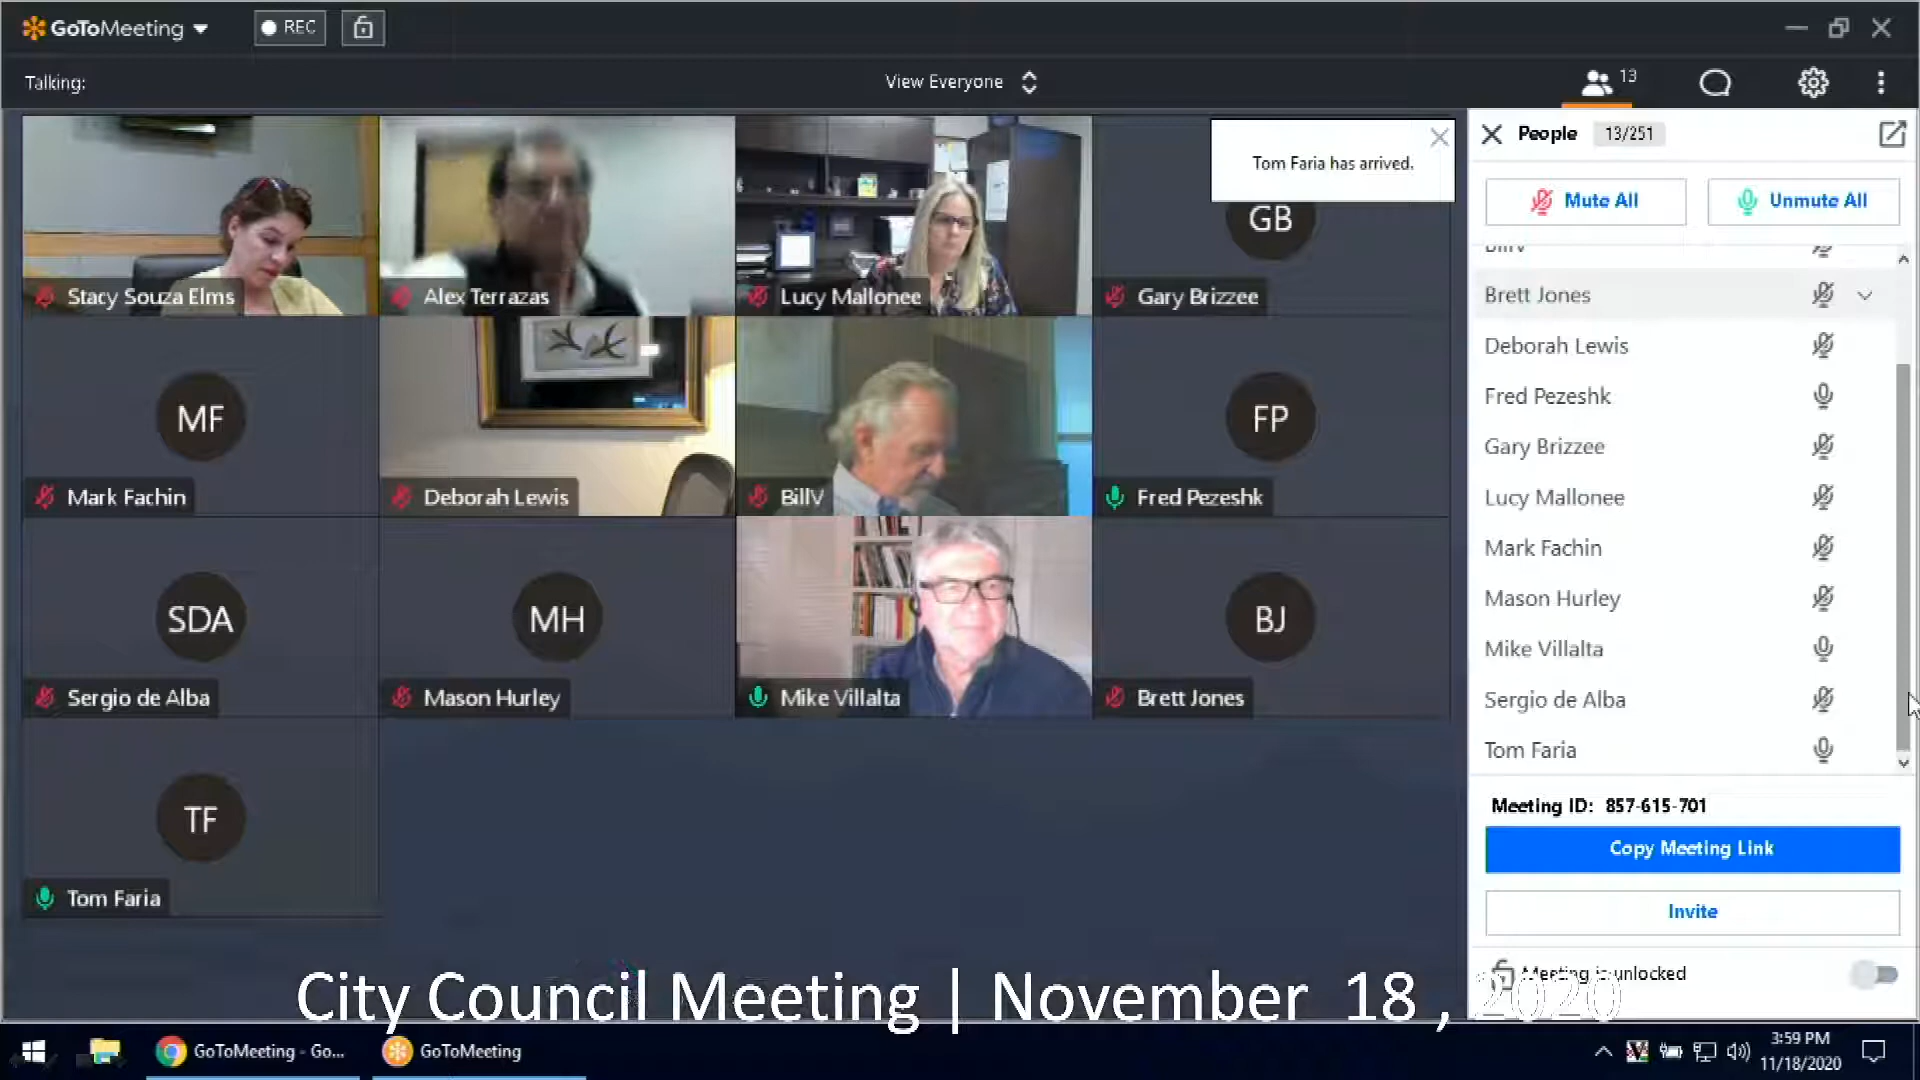 GoToMeeting
REC
Talking:
View Everyone
13
People 13/251
Tom Faria has arrived.
Mute All
Unmute All
BillV
Brett Jones
Deborah Lewis
Fred Pezeshk
Gary Brizzee
Lucy Mallonee
Mark Fachin
Mason Hurley
Mike Villalta
Sergio de Alba
Tom Faria
Meeting ID: 857-615-701
Copy Meeting Link
Invite
Meeting is unlocked
Stacy Souza Elms
Alex Terrazas
Lucy Mallonee
GB
Gary Brizzee
MF
Mark Fachin
Deborah Lewis
BillV
FP
Fred Pezeshk
SDA
Sergio de Alba
MH
Mason Hurley
Mike Villalta
BJ
Brett Jones
TF
Tom Faria
City Council Meeting | November 18 , 2020
GoToMeeting - Go...
GoToMeeting
3:59 PM
11/18/2020